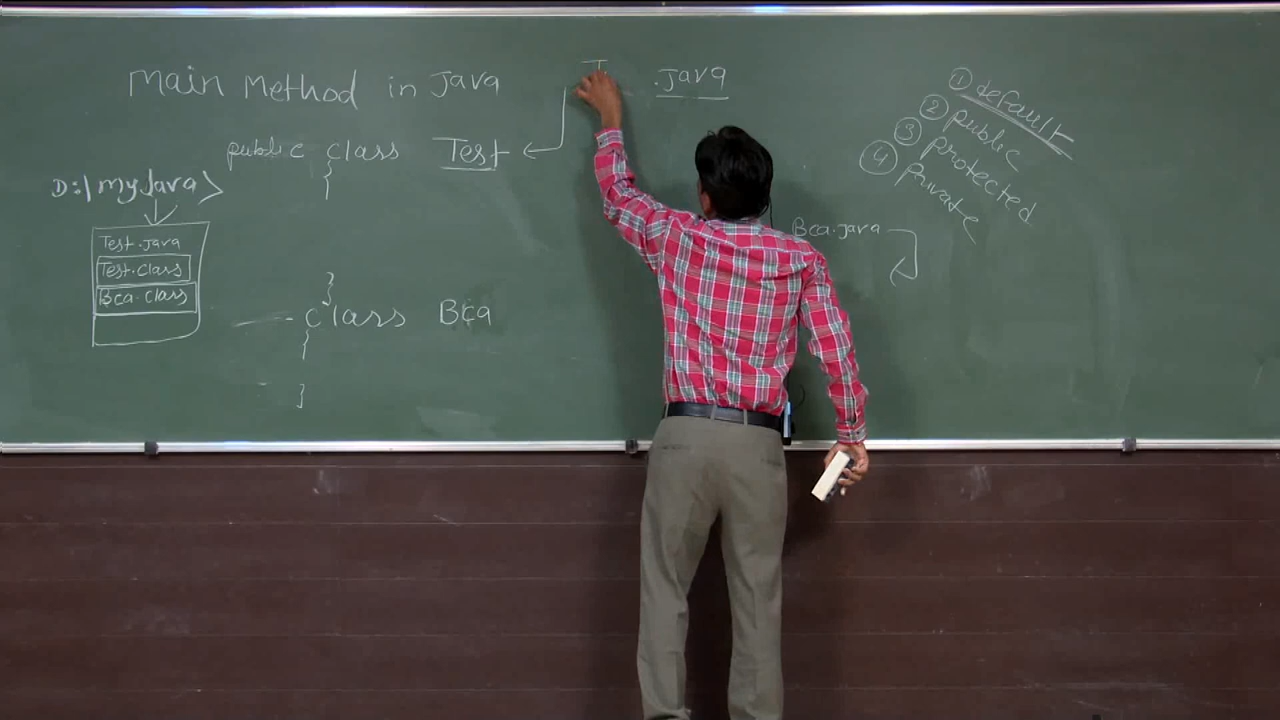 Main Method in Java
T .java
public class Test
{
}
class Bca
{
}
D:\myJava>
Test.java
Test.class
Bca.class
Bca.java
① default
② public
③ protected
④ private